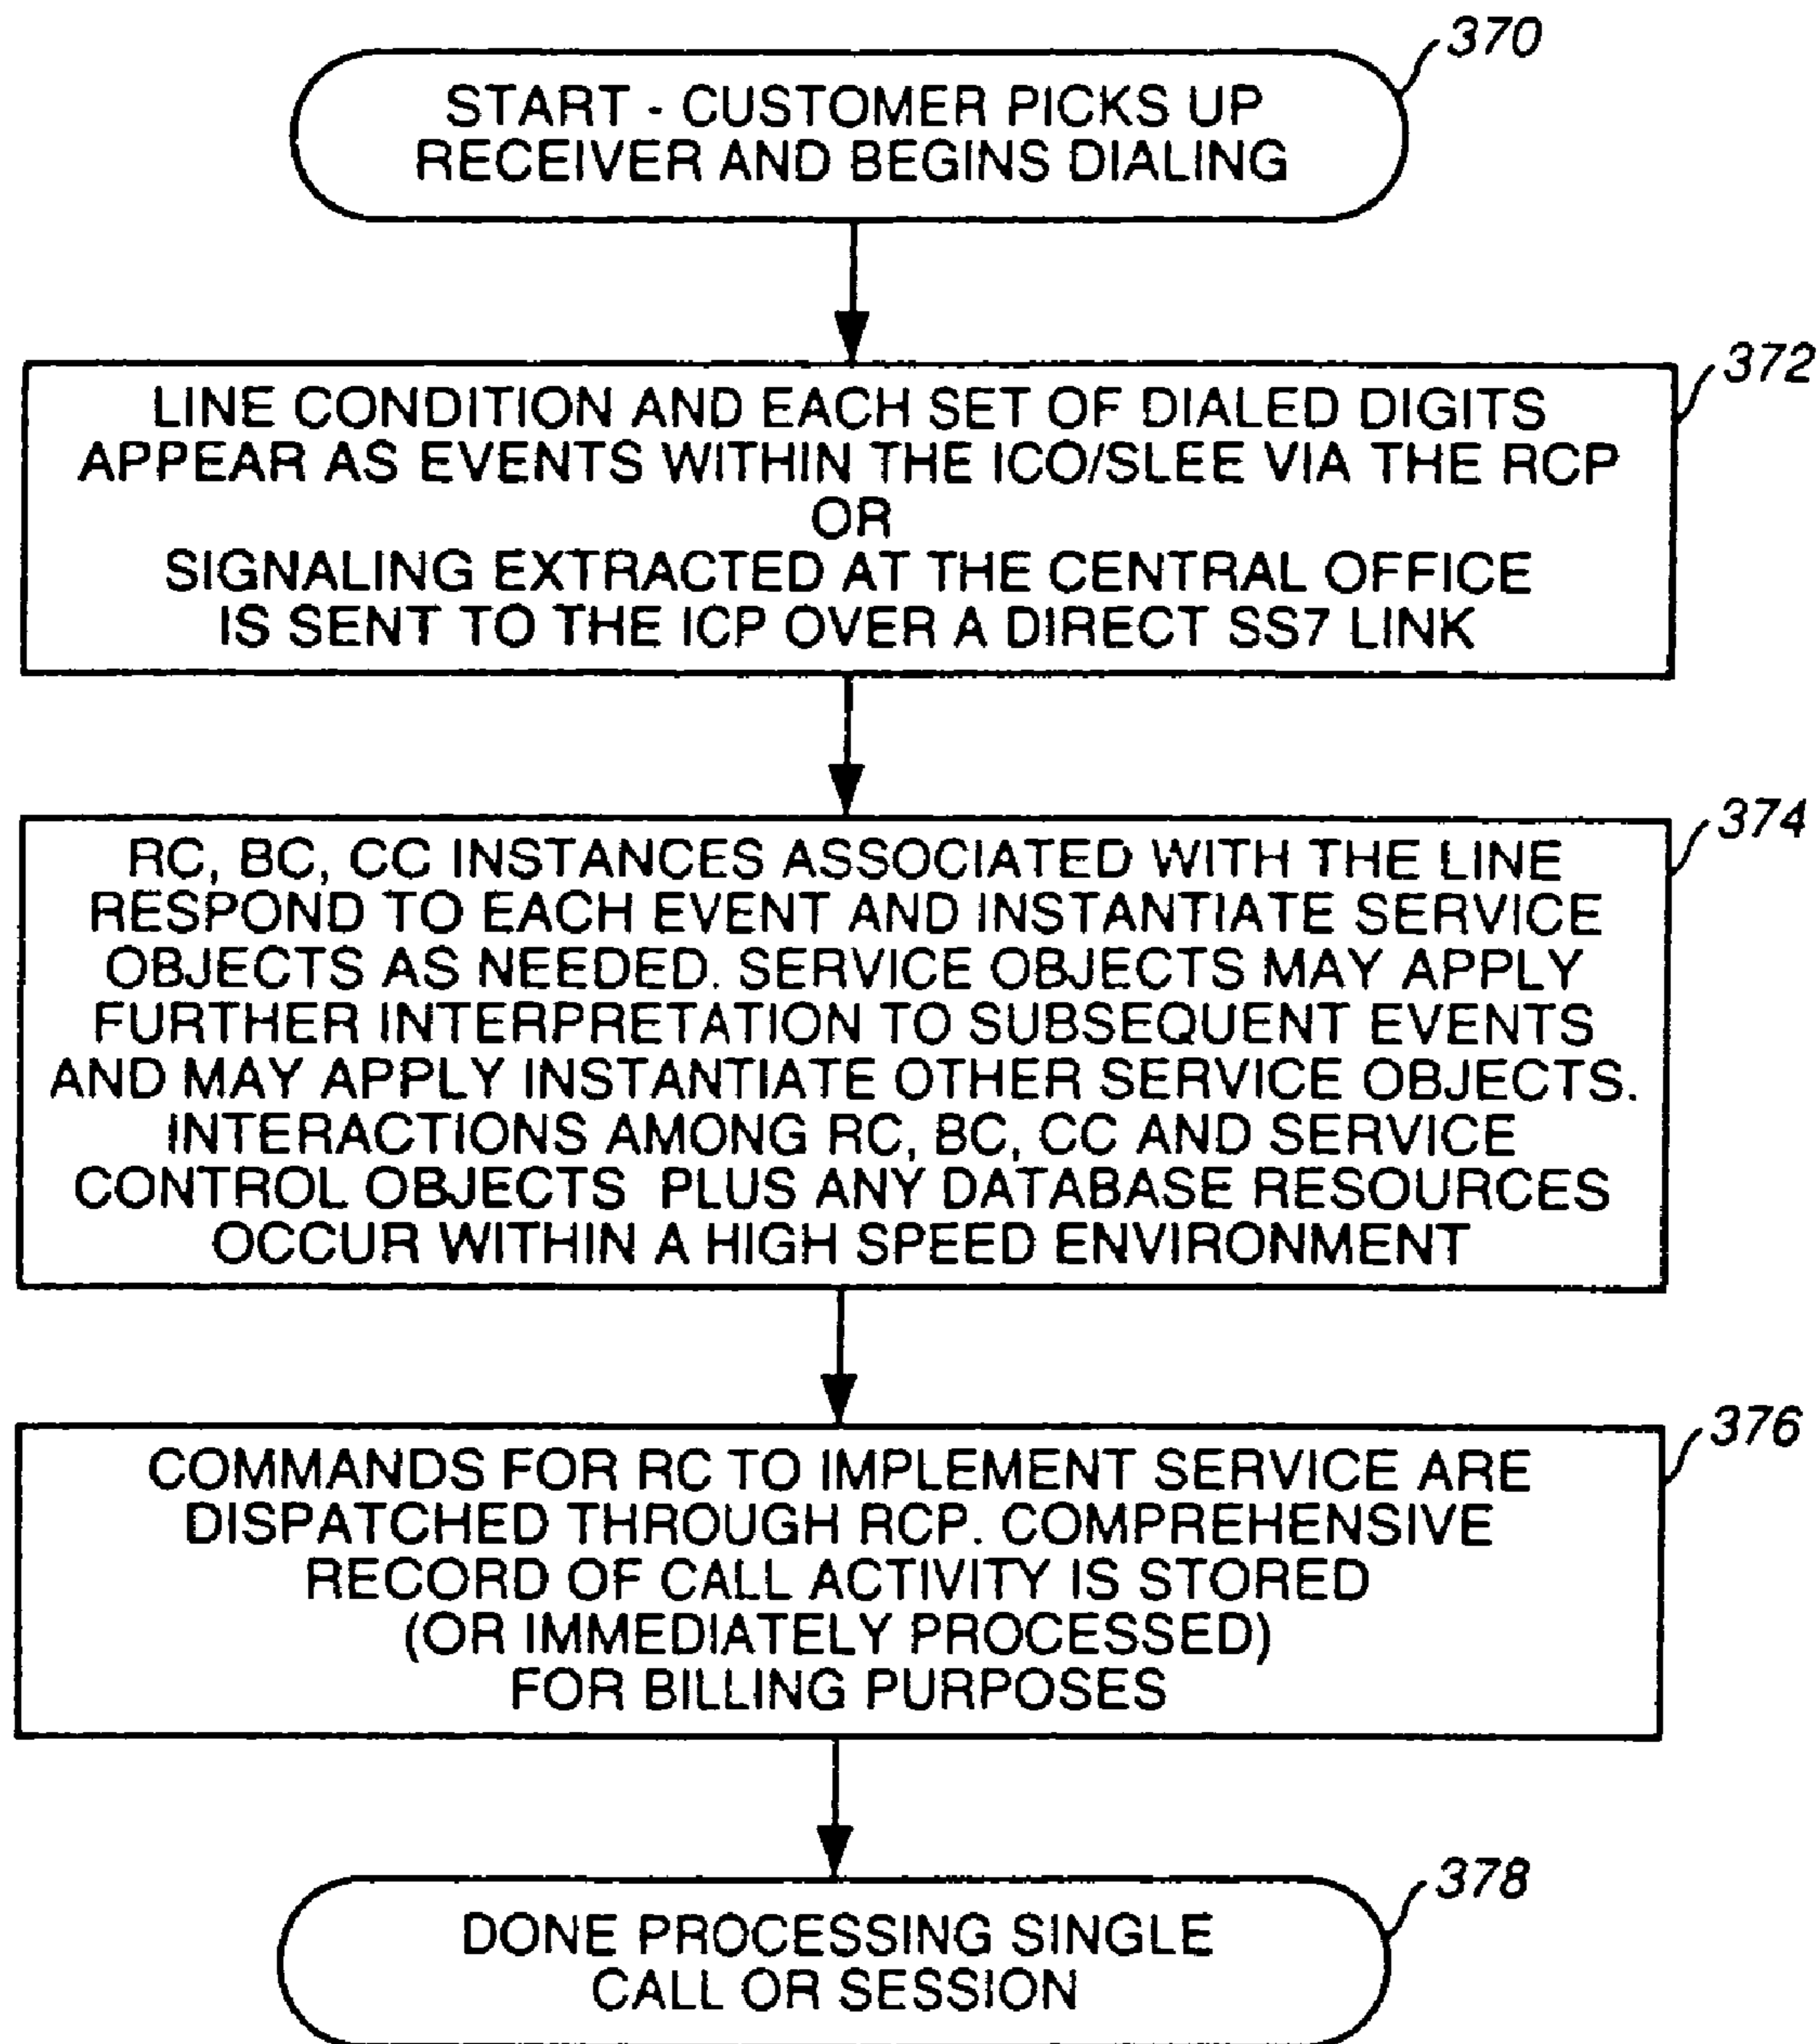 370
START - CUSTOMER PICKS UP
RECEIVER AND BEGINS DIALING
372
LINE CONDITION AND EACH SET OF DIALED DIGITS
APPEAR AS EVENTS WITHIN THE ICO/SLEE VIA THE RCP
OR
SIGNALING EXTRACTED AT THE CENTRAL OFFICE
IS SENT TO THE ICP OVER A DIRECT SS7 LINK
374
RC, BC, CC INSTANCES ASSOCIATED WITH THE LINE
RESPOND TO EACH EVENT AND INSTANTIATE SERVICE
OBJECTS AS NEEDED. SERVICE OBJECTS MAY APPLY
FURTHER INTERPRETATION TO SUBSEQUENT EVENTS
AND MAY APPLY INSTANTIATE OTHER SERVICE OBJECTS.
INTERACTIONS AMONG RC, BC, CC AND SERVICE
CONTROL OBJECTS PLUS ANY DATABASE RESOURCES
OCCUR WITHIN A HIGH SPEED ENVIRONMENT
376
COMMANDS FOR RC TO IMPLEMENT SERVICE ARE
DISPATCHED THROUGH RCP. COMPREHENSIVE
RECORD OF CALL ACTIVITY IS STORED
(OR IMMEDIATELY PROCESSED)
FOR BILLING PURPOSES
378
DONE PROCESSING SINGLE
CALL OR SESSION